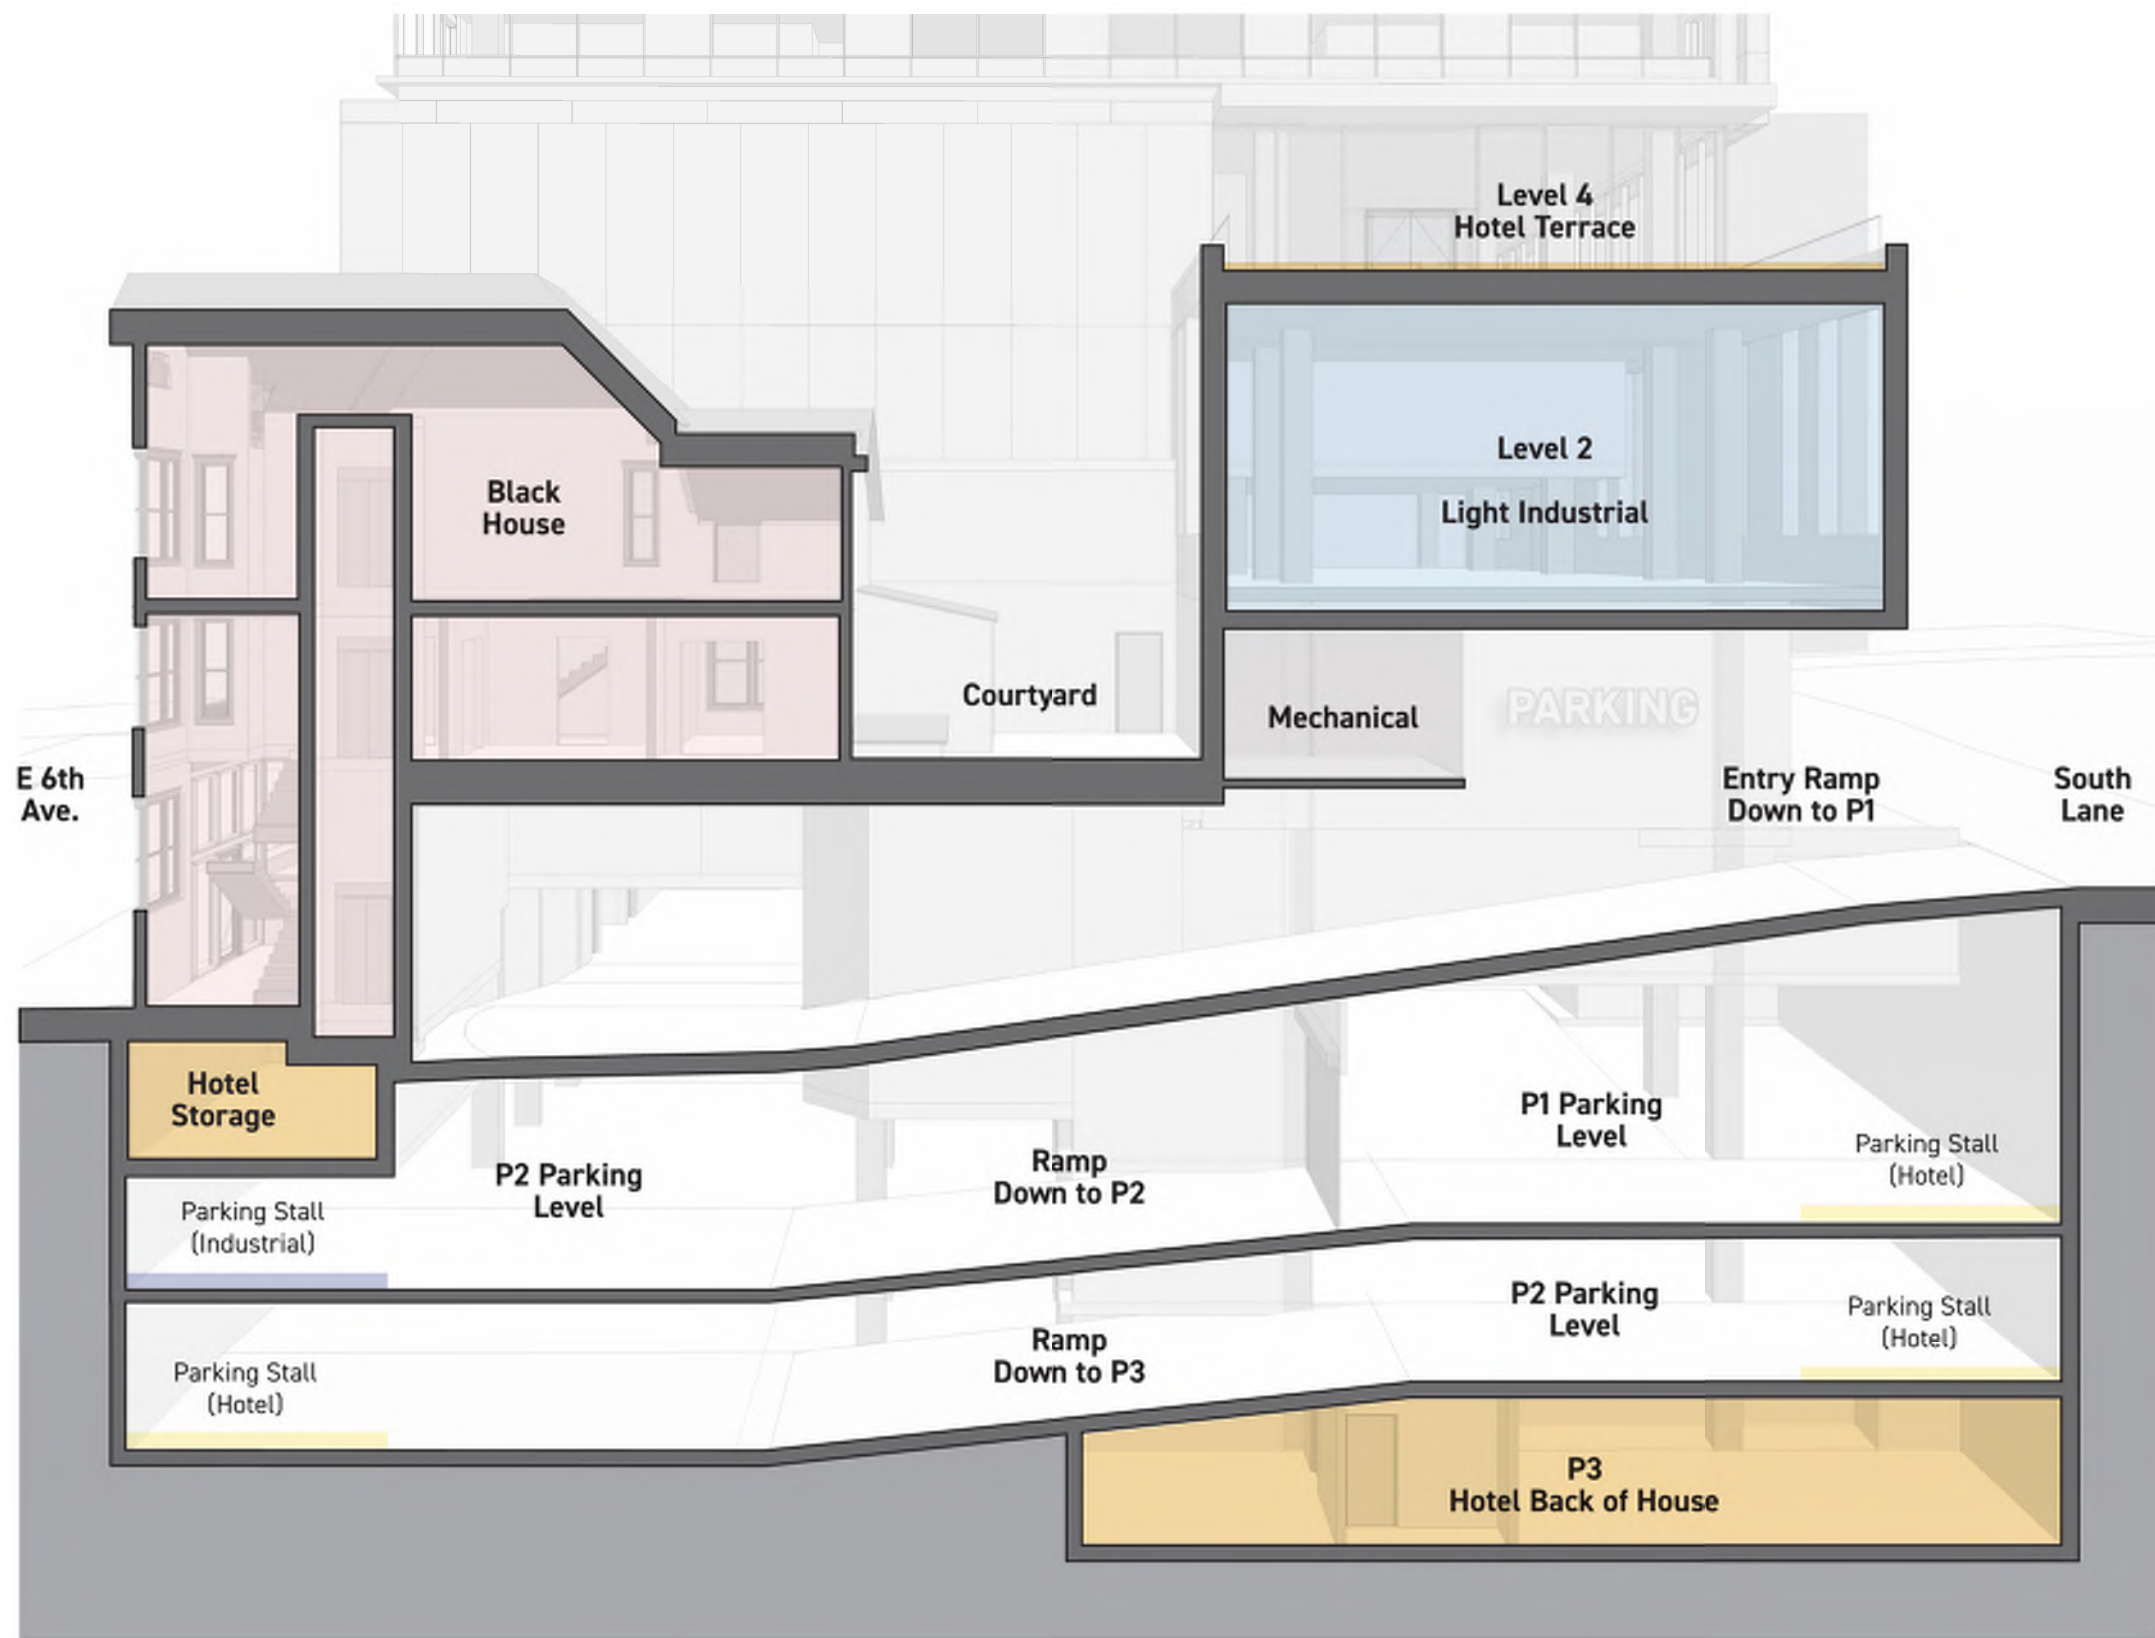 Level 4
Hotel Terrace
Level 2
Light Industrial
Black
House
Courtyard
Mechanical
PARKING
E 6th
Ave.
Entry Ramp
Down to P1
South
Lane
Hotel
Storage
P1 Parking
Level
Parking Stall
(Hotel)
P2 Parking
Level
Ramp
Down to P2
Parking Stall
(Industrial)
P2 Parking
Level
Parking Stall
(Hotel)
Ramp
Down to P3
Parking Stall
(Hotel)
P3
Hotel Back of House